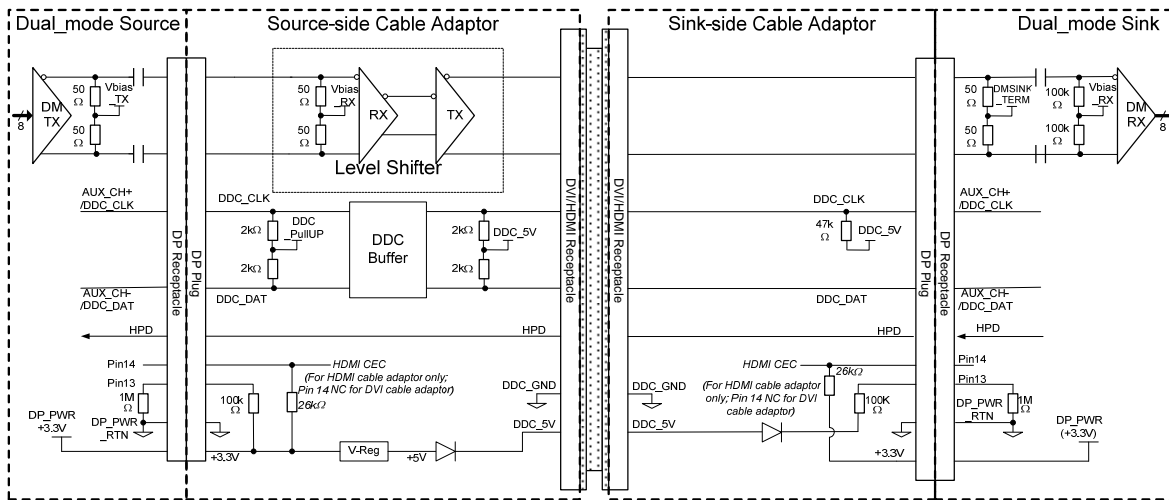 Dual_mode Source
Source-side Cable Adaptor
Sink-side Cable Adaptor
Dual_mode Sink
8
DM
TX
50
Ω
50
Ω
Vbias
_TX
50
Ω
50
Ω
Vbias
_RX
RX
TX
Level Shifter
50
Ω
50
Ω
DMSINK
_TERM
100k
Ω
100k
Ω
Vbias
_RX
DM
RX
8
AUX_CH+
/DDC_CLK
AUX_CH+
/DDC_DAT
HPD
Pin14
Pin13
1M
Ω
DP_PWR
_RTN
DP_PWR
+3.3V
DP Receptacle
DP Plug
DDC_CLK
2kΩ
2kΩ
DDC
_PullUP
DDC
Buffer
2kΩ
2kΩ
DDC_5V
DDC_DAT
HPD
HDMI CEC
(For HDMI cable adaptor only;
Pin 14 NC for DVI cable adaptor)
100k
Ω
26kΩ
+3.3V
V-Reg
+5V
DDC_GND
DDC_5V
DVI/HDMI Receptacle
DVI/HDMI Receptacle
DDC_CLK
47k
Ω
DDC_5V
DDC_DAT
HPD
HDMI CEC
(For HDMI cable adaptor
only; Pin 14 NC for DVI
cable adaptor)
26kΩ
100K
Ω
DDC_GND
DDC_5V
+3.3V
DP Plug
DP Receptacle
AUX_CH+
/DDC_CLK
AUX_CH-
/DDC_DAT
HPD
Pin14
Pin13
DP_PWR
_RTN
1M
Ω
DP_PWR
(+3.3V)